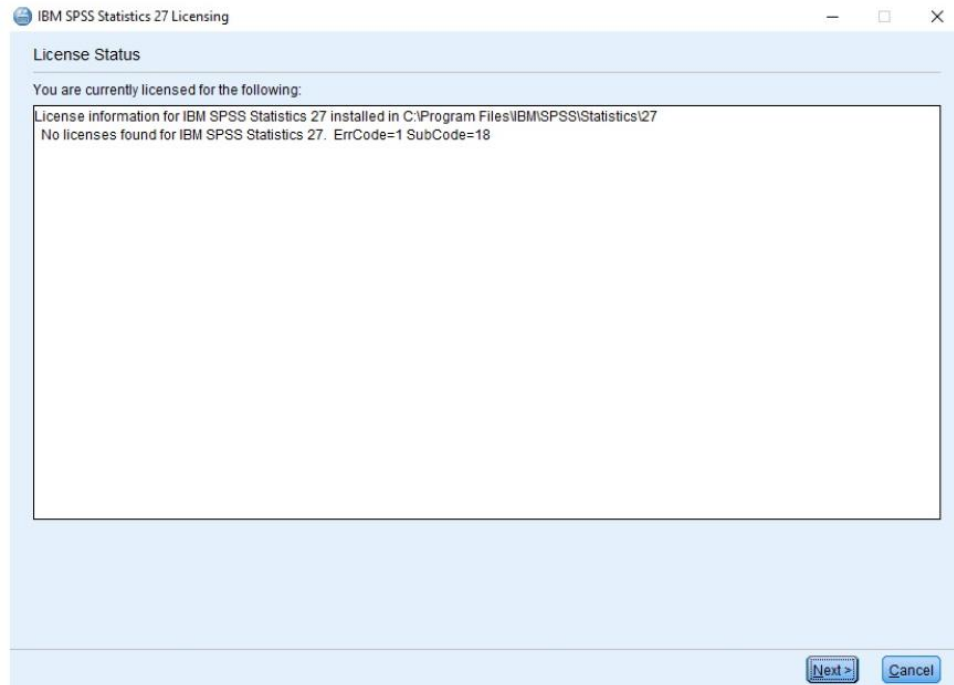 IBM SPSS Statistics 27 Licensing
License Status
You are currently licensed for the following:
License information for IBM SPSS Statistics 27 installed in C:\Program Files\IBM\SPSS\Statistics\27
No licenses found for IBM SPSS Statistics 27. ErrCode=1 SubCode=18
Next >
Cancel